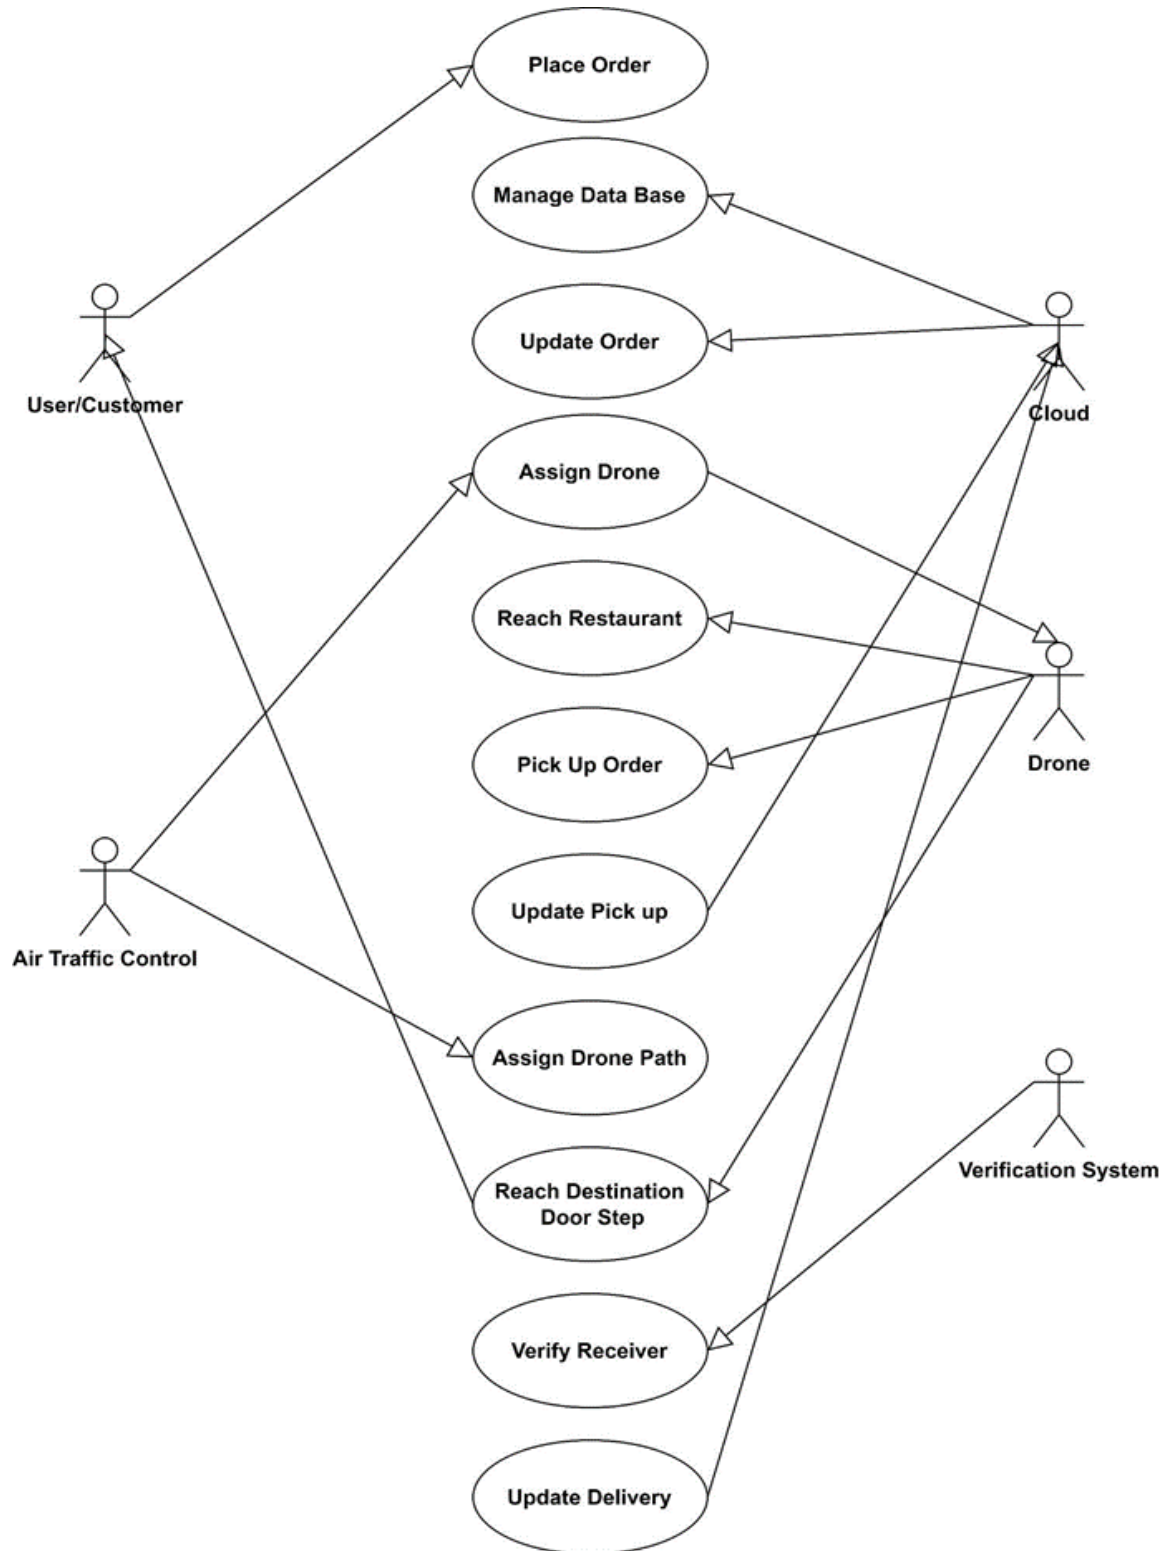 Place Order
Manage Data Base
Update Order
User/Customer
Cloud
Assign Drone
Reach Restaurant
Pick Up Order
Drone
Update Pick up
Air Traffic Control
Assign Drone Path
Verification System
Reach Destination
Door Step
Verify Receiver
Update Delivery